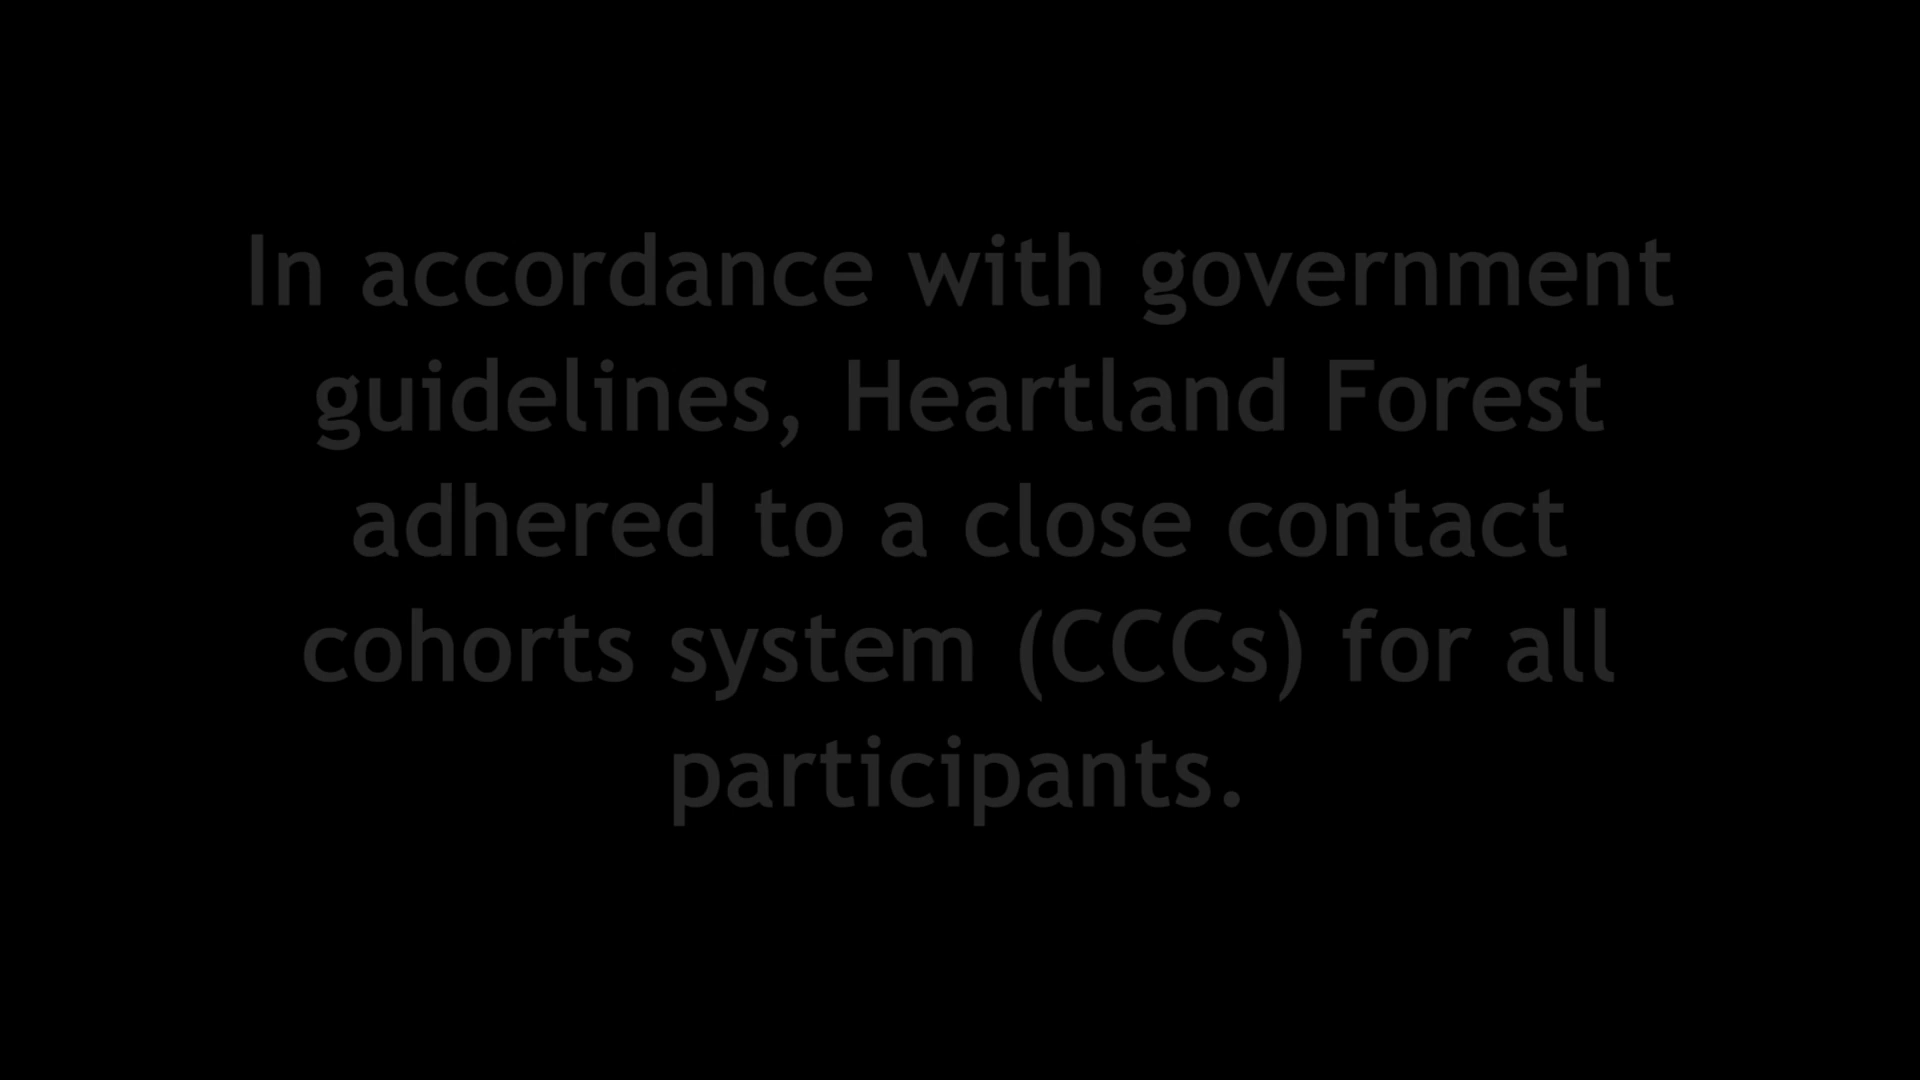 In accordance with government
guidelines, Heartland Forest
adhered to a close contact
cohorts system (CCCs) for all
participants.